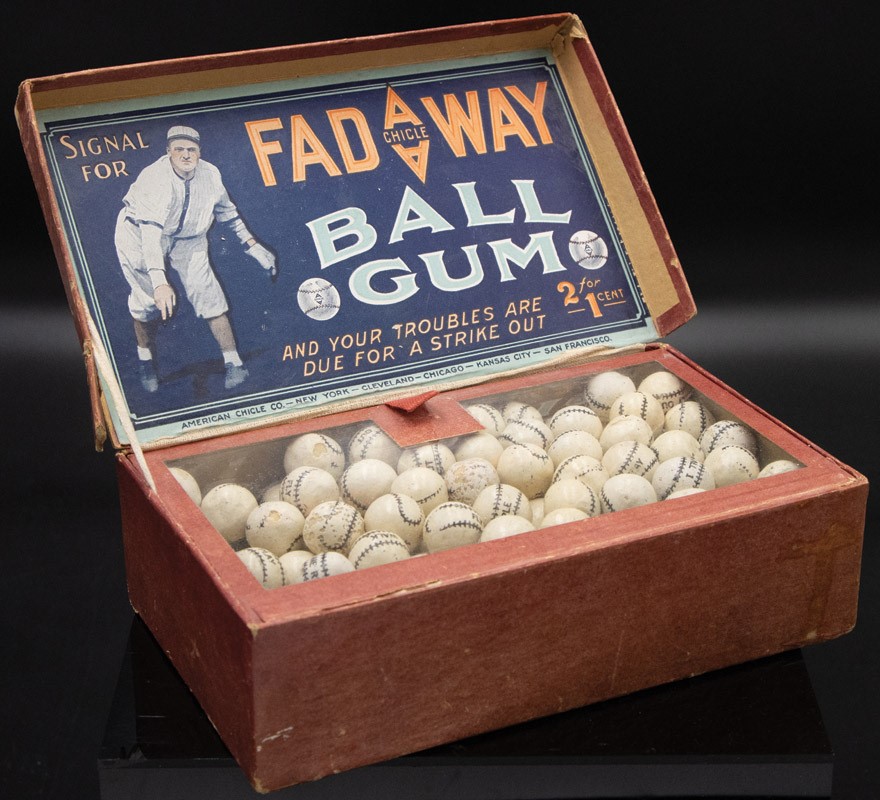 SIGNAL
FOR
FADAWAY
CHICLE
BALL
GUM
2 for
1 CENT
AND YOUR TROUBLES ARE
DUE FOR A STRIKE OUT
AMERICAN CHICLE CO. — NEW YORK — CLEVELAND — CHICAGO — KANSAS CITY — SAN FRANCISCO.